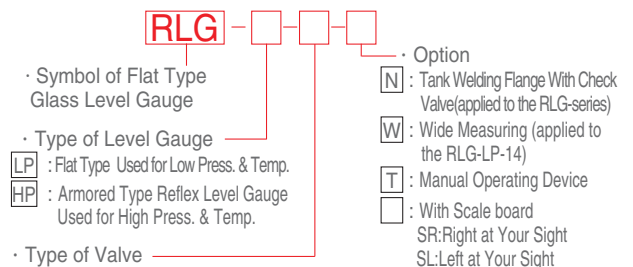 RLG - □ - □ - □
· Symbol of Flat Type
Glass Level Gauge
· Type of Level Gauge
LP : Flat Type Used for Low Press. & Temp.
HP : Armored Type Reflex Level Gauge
Used for High Press. & Temp.
· Type of Valve
· Option
N : Tank Welding Flange With Check
Valve(applied to the RLG-series)
W : Wide Measuring (applied to
the RLG-LP-14)
T : Manual Operating Device
□ : With Scale board
SR:Right at Your Sight
SL:Left at Your Sight